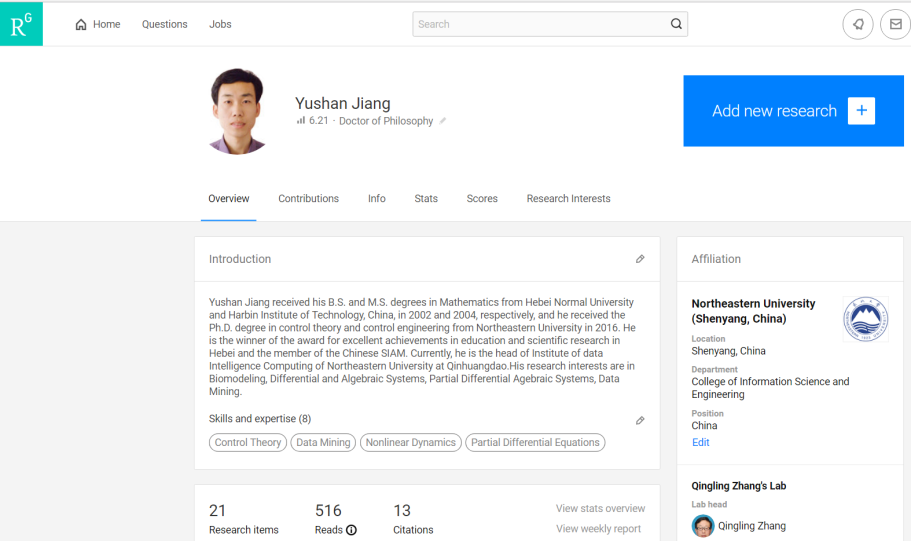 RG
Home Questions Jobs Search
Yushan Jiang
6.21 · Doctor of Philosophy
Add new research +
Overview Contributions Info Stats Scores Research Interests
Introduction
Yushan Jiang received his B.S. and M.S. degrees in Mathematics from Hebei Normal University
and Harbin Institute of Technology, China, in 2002 and 2004, respectively, and he received the
Ph.D. degree in control theory and control engineering from Northeastern University in 2016. He
is the winner of the award for excellent achievements in education and scientific research in
Hebei and the member of the Chinese SIAM. Currently, he is the head of Institute of data
Intelligence Computing of Northeastern University at Qinhuangdao.His research interests are in
Biomodeling, Differential and Algebraic Systems, Partial Differential Agebraic Systems, Data
Mining.
Skills and expertise (8)
Control Theory Data Mining Nonlinear Dynamics Partial Differential Equations
21 516 13 View stats overview
Research items Reads Citations View weekly report
Affiliation
Northeastern University
(Shenyang, China)
Location
Shenyang, China
Department
College of Information Science and
Engineering
Position
China
Edit
Qingling Zhang's Lab
Lab head
Qingling Zhang